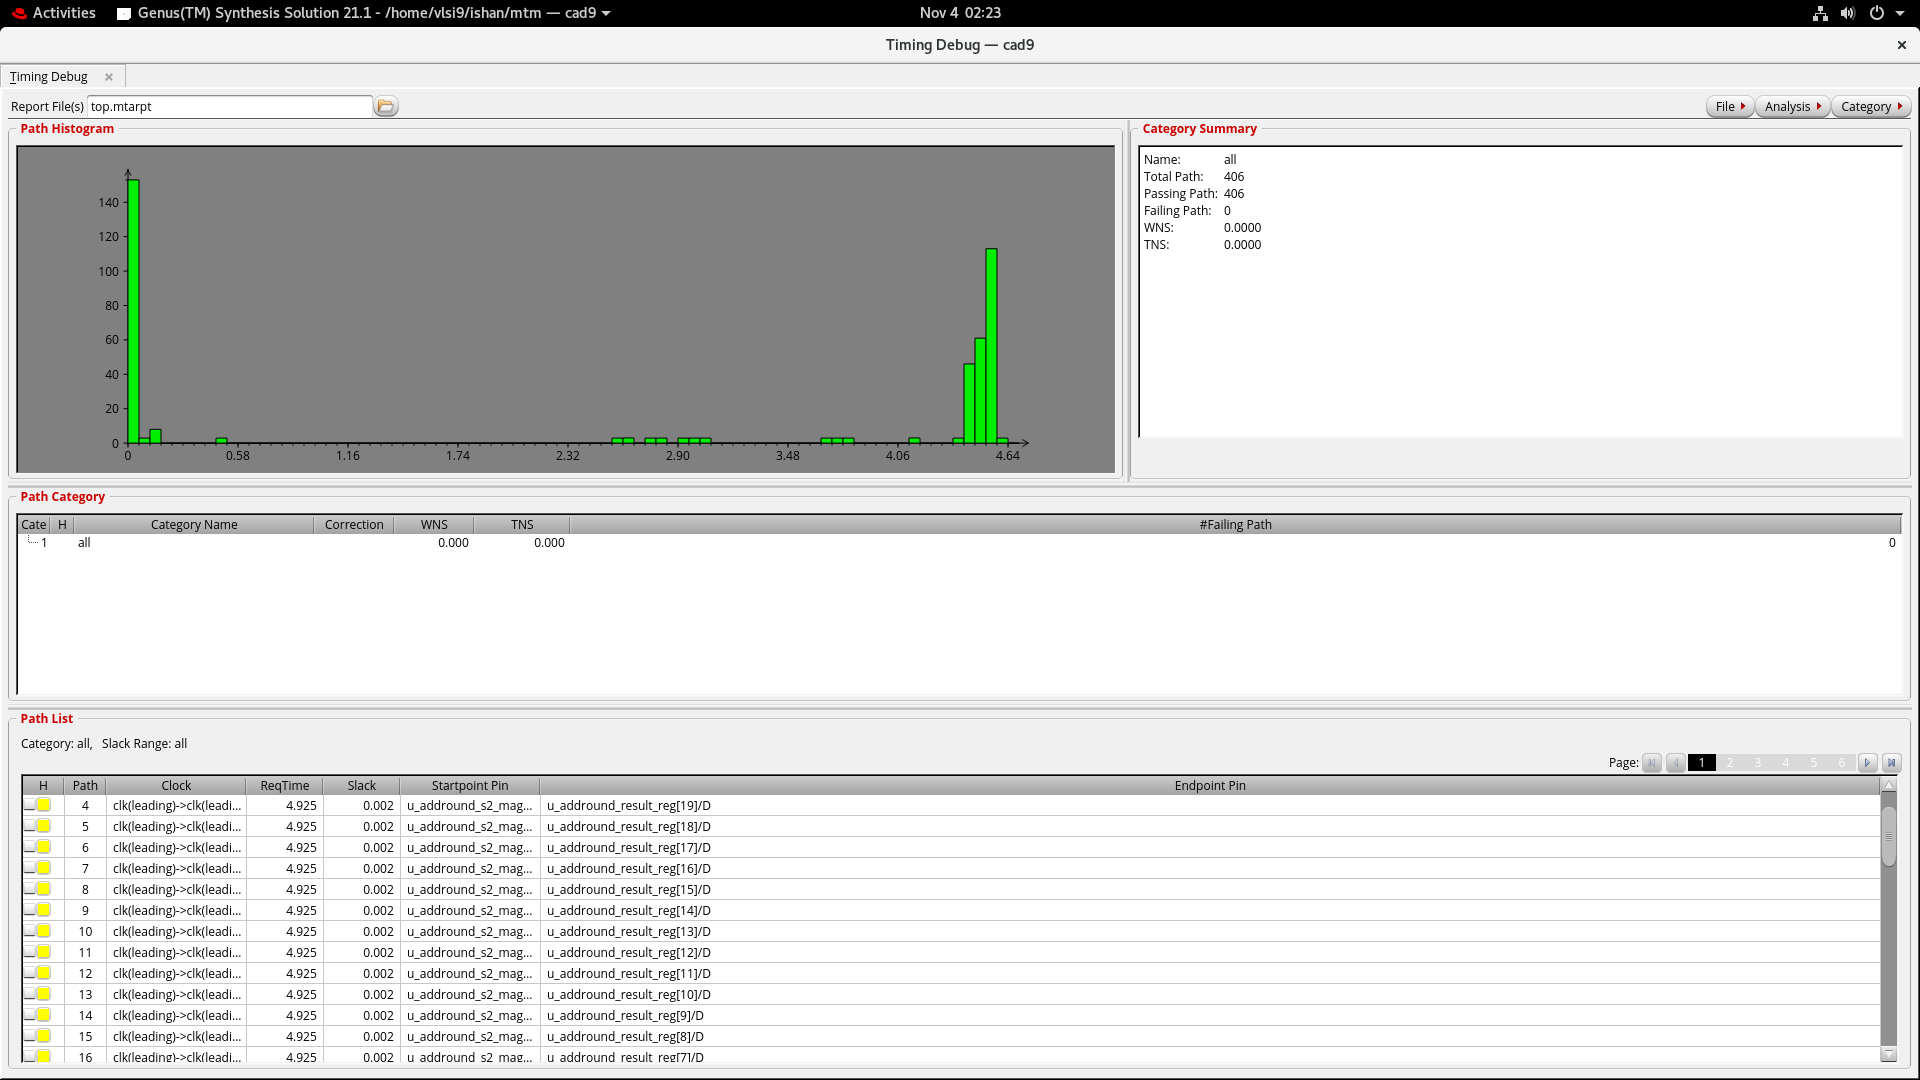 Activities Genus(TM) Synthesis Solution 21.1 - /home/vlsi9/ishan/mtm — cad9 Nov 4 02:23
Timing Debug — cad9
Timing Debug
Report File(s) top.mtarpt File Analysis Category
Path Histogram
140
120
100
80
60
40
20
0
0 0.58 1.16 1.74 2.32 2.90 3.48 4.06 4.64
Category Summary
Name: all
Total Path: 406
Passing Path: 406
Failing Path: 0
WNS: 0.0000
TNS: 0.0000
Path Category
Cate H Category Name Correction WNS TNS #Failing Path
1 all 0.000 0.000 0
Path List
Category: all, Slack Range: all
Page: 1 2 3 4 5 6
H Path Clock ReqTime Slack Startpoint Pin Endpoint Pin
4 clk(leading)->clk(leadi... 4.925 0.002 u_addround_s2_mag... u_addround_result_reg[19]/D
5 clk(leading)->clk(leadi... 4.925 0.002 u_addround_s2_mag... u_addround_result_reg[18]/D
6 clk(leading)->clk(leadi... 4.925 0.002 u_addround_s2_mag... u_addround_result_reg[17]/D
7 clk(leading)->clk(leadi... 4.925 0.002 u_addround_s2_mag... u_addround_result_reg[16]/D
8 clk(leading)->clk(leadi... 4.925 0.002 u_addround_s2_mag... u_addround_result_reg[15]/D
9 clk(leading)->clk(leadi... 4.925 0.002 u_addround_s2_mag... u_addround_result_reg[14]/D
10 clk(leading)->clk(leadi... 4.925 0.002 u_addround_s2_mag... u_addround_result_reg[13]/D
11 clk(leading)->clk(leadi... 4.925 0.002 u_addround_s2_mag... u_addround_result_reg[12]/D
12 clk(leading)->clk(leadi... 4.925 0.002 u_addround_s2_mag... u_addround_result_reg[11]/D
13 clk(leading)->clk(leadi... 4.925 0.002 u_addround_s2_mag... u_addround_result_reg[10]/D
14 clk(leading)->clk(leadi... 4.925 0.002 u_addround_s2_mag... u_addround_result_reg[9]/D
15 clk(leading)->clk(leadi... 4.925 0.002 u_addround_s2_mag... u_addround_result_reg[8]/D
16 clk(leading)->clk(leadi... 4.925 0.002 u_addround_s2_mag... u_addround_result_reg[7]/D